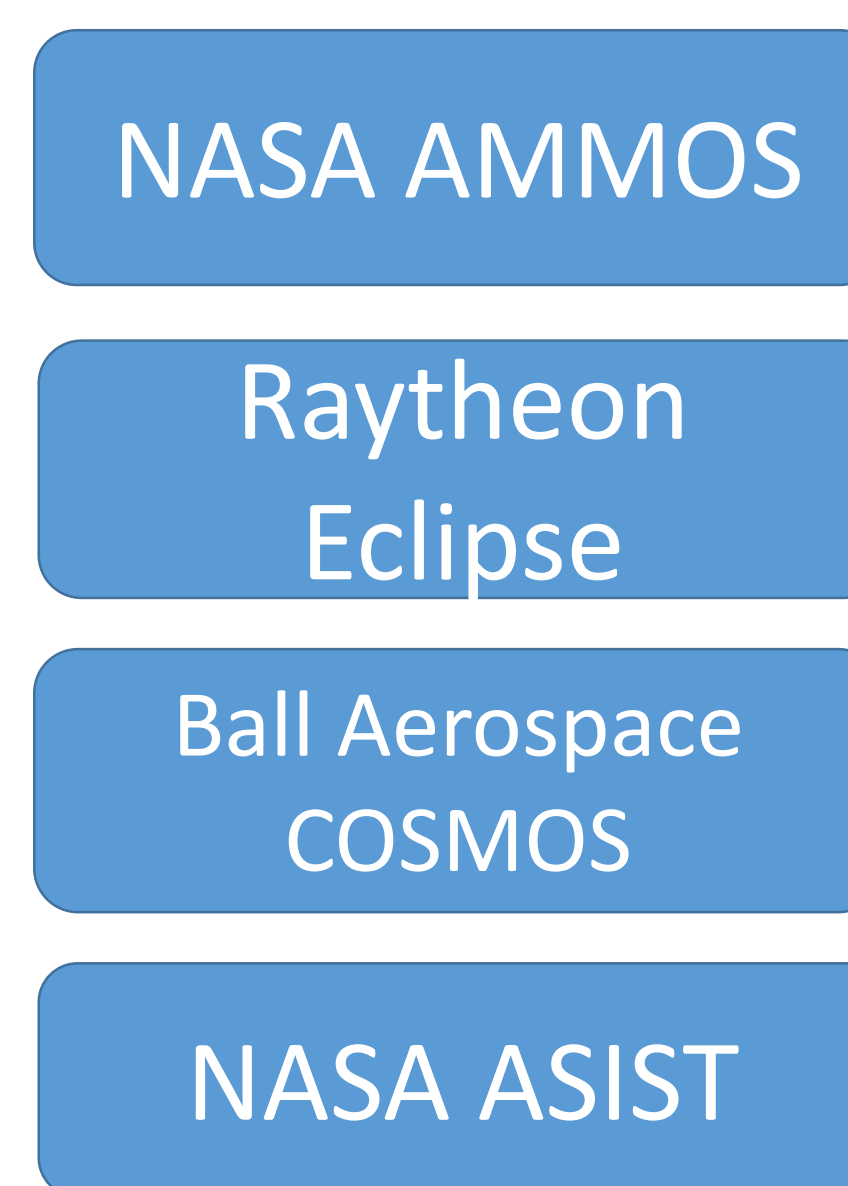 NASA AMMOS
Raytheon
Eclipse
Ball Aerospace
COSMOS
NASA ASIST